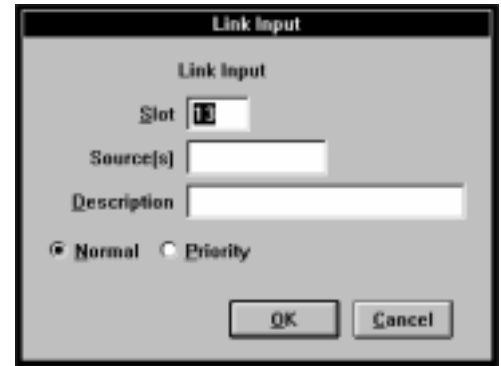 Link Input
Link Input
Slot 13
Source(s)
Description
Normal Priority
OK Cancel